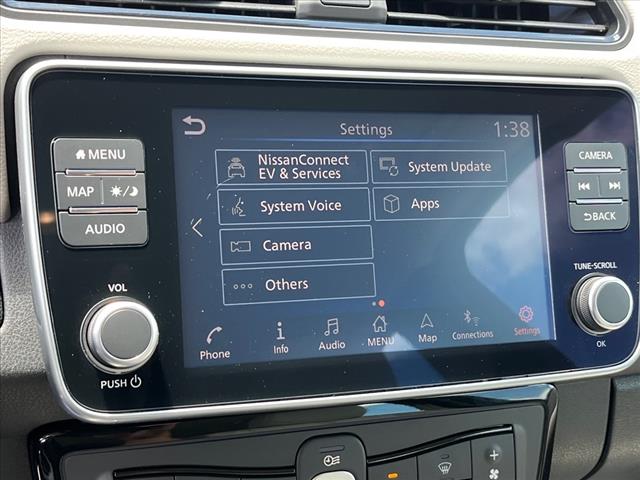 Settings
1:38
NissanConnect
EV & Services
System Update
System Voice
Apps
Camera
Others
Phone
Info
Audio
MENU
Map
Connections
Settings
MENU
MAP
AUDIO
VOL
PUSH
CAMERA
BACK
TUNE·SCROLL
OK